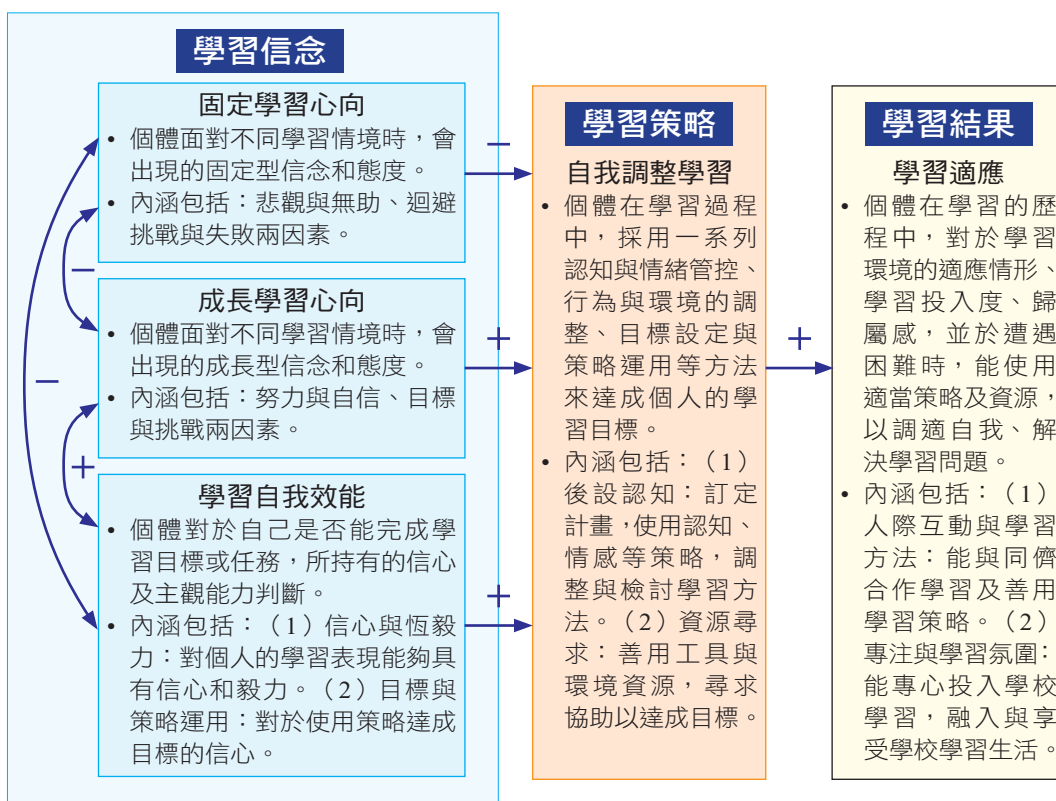 學習信念
固定學習心向
• 個體面對不同學習情境時，會
出現的固定型信念和態度。
• 內涵包括：悲觀與無助、迴避
挑戰與失敗兩因素。
−
成長學習心向
• 個體面對不同學習情境時，會
出現的成長型信念和態度。
• 內涵包括：努力與自信、目標
與挑戰兩因素。
−
+
學習自我效能
• 個體對於自己是否能完成學
習目標或任務，所持有的信心
及主觀能力判斷。
• 內涵包括：（1）信心與恆毅
力：對個人的學習表現能夠具
有信心和毅力。（2）目標與
策略運用：對於使用策略達成
目標的信心。
−
+
+
學習策略
自我調整學習
• 個體在學習過程
中，採用一系列
認知與情緒管控、
行為與環境的調
整、目標設定與
策略運用等方法
來達成個人的學
習目標。
• 內涵包括：（1）
後設認知：訂定
計畫，使用認知、
情感等策略，調
整與檢討學習方
法。（2）資源尋
求：善用工具與
環境資源，尋求
協助以達成目標。
+
學習結果
學習適應
• 個體在學習的歷
程中，對於學習
環境的適應情形、
學習投入度、歸
屬感，並於遭遇
困難時，能使用
適當策略及資源，
以調適自我、解
決學習問題。
• 內涵包括：（1）
人際互動與學習
方法：能與同儕
合作學習及善用
學習策略。（2）
專注與學習氛圍：
能專心投入學校
學習，融入與享
受學校學習生活。